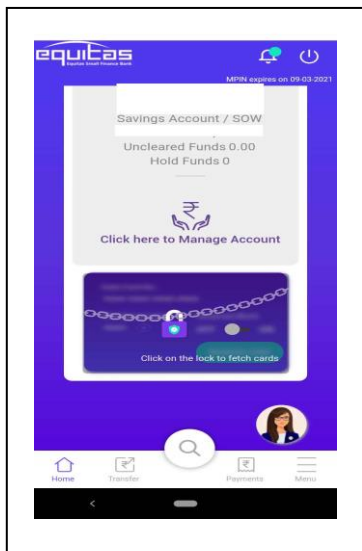 equitas
Equitas Small Finance Bank
MPIN expires on 09-03-2021
Savings Account / SOW
Uncleared Funds 0.00
Hold Funds 0
Click here to Manage Account
Click on the lock to fetch cards
Home
Transfer
Payments
Menu